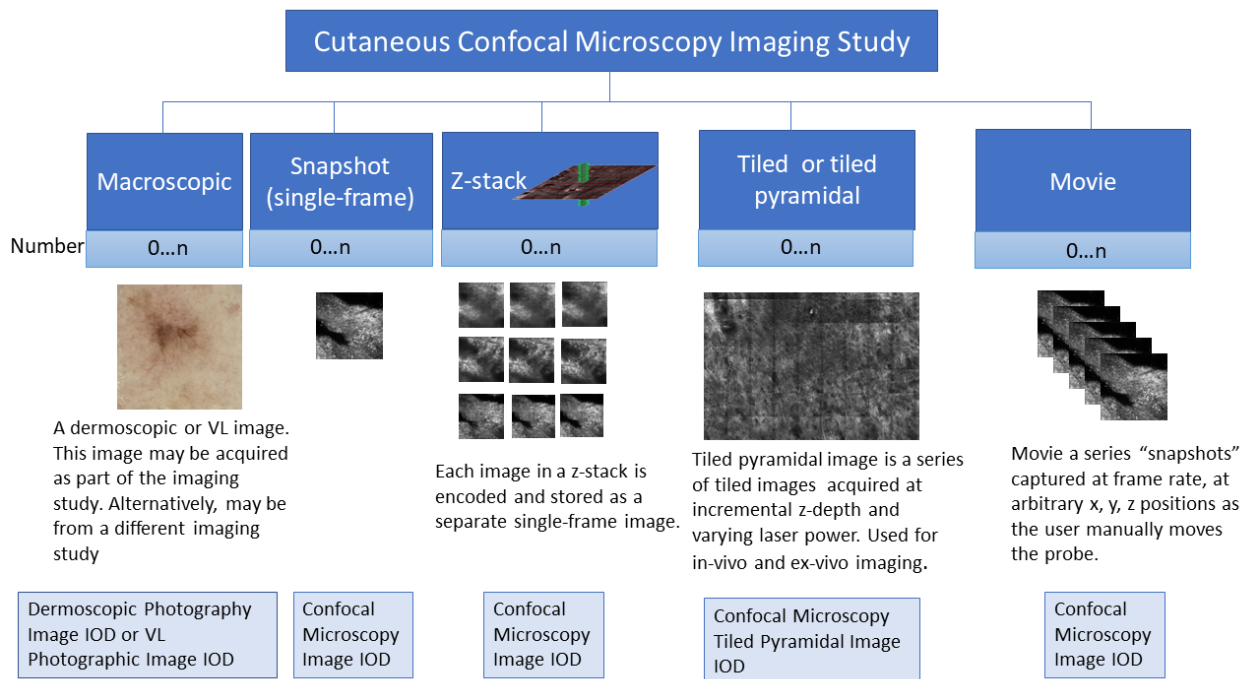 Cutaneous Confocal Microscopy Imaging Study
Macroscopic
Snapshot
(single-frame)
Z-stack
Tiled or tiled
pyramidal
Movie
Number
0...n
0...n
0...n
0...n
0...n
A dermoscopic or VL image.
This image may be acquired
as part of the imaging
study. Alternatively, may be
from a different imaging
study
Each image in a z-stack is
encoded and stored as a
separate single-frame image.
Tiled pyramidal image is a series
of tiled images acquired at
incremental z-depth and
varying laser power. Used for
in-vivo and ex-vivo imaging.
Movie a series “snapshots”
captured at frame rate, at
arbitrary x, y, z positions as
the user manually moves
the probe.
Dermoscopic Photography
Image IOD or VL
Photographic Image IOD
Confocal
Microscopy
Image IOD
Confocal
Microscopy
Image IOD
Confocal Microscopy
Tiled Pyramidal Image
IOD
Confocal
Microscopy
Image IOD